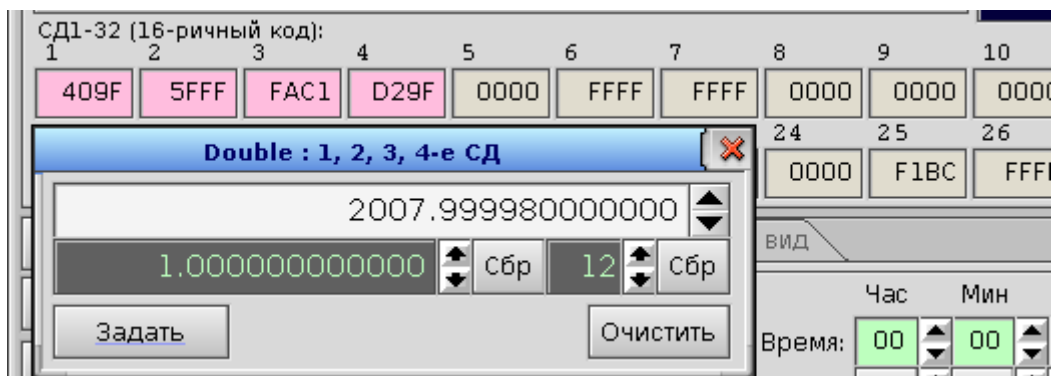 СД1-32 (16-ричный код):
1 2 3 4 5 6 7 8 9 10
409F 5FFF FAC1 D29F 0000 FFFF FFFF 0000 0000
Double : 1, 2, 3, 4-е СД
24 25 26
0000 F1BC
2007.999980000000
1.000000000000 Сбр 12 Сбр
вид
Час Мин
Задать Очистить
Время: 00 00